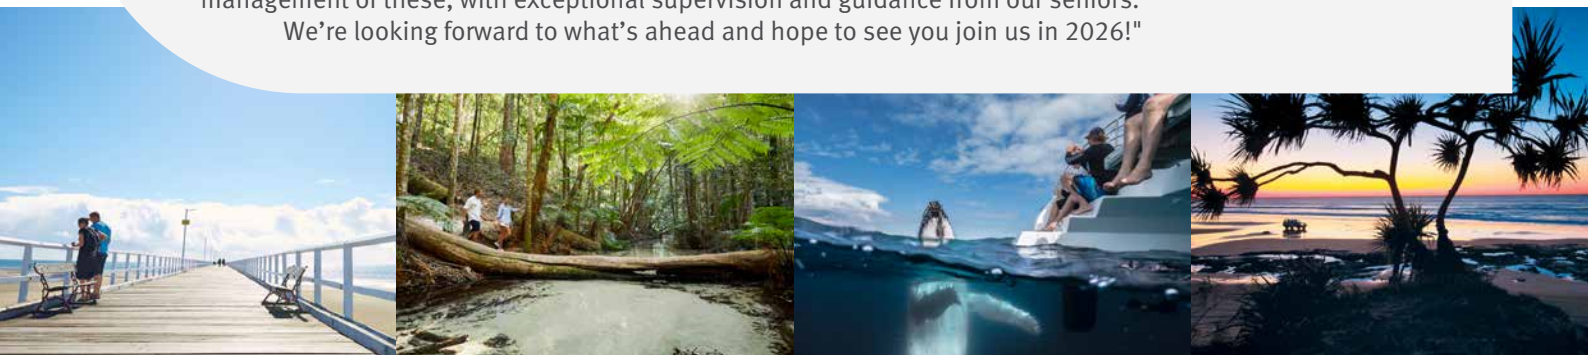 management of these, with exceptional supervision and guidance from our seniors.
We’re looking forward to what’s ahead and hope to see you join us in 2026!"